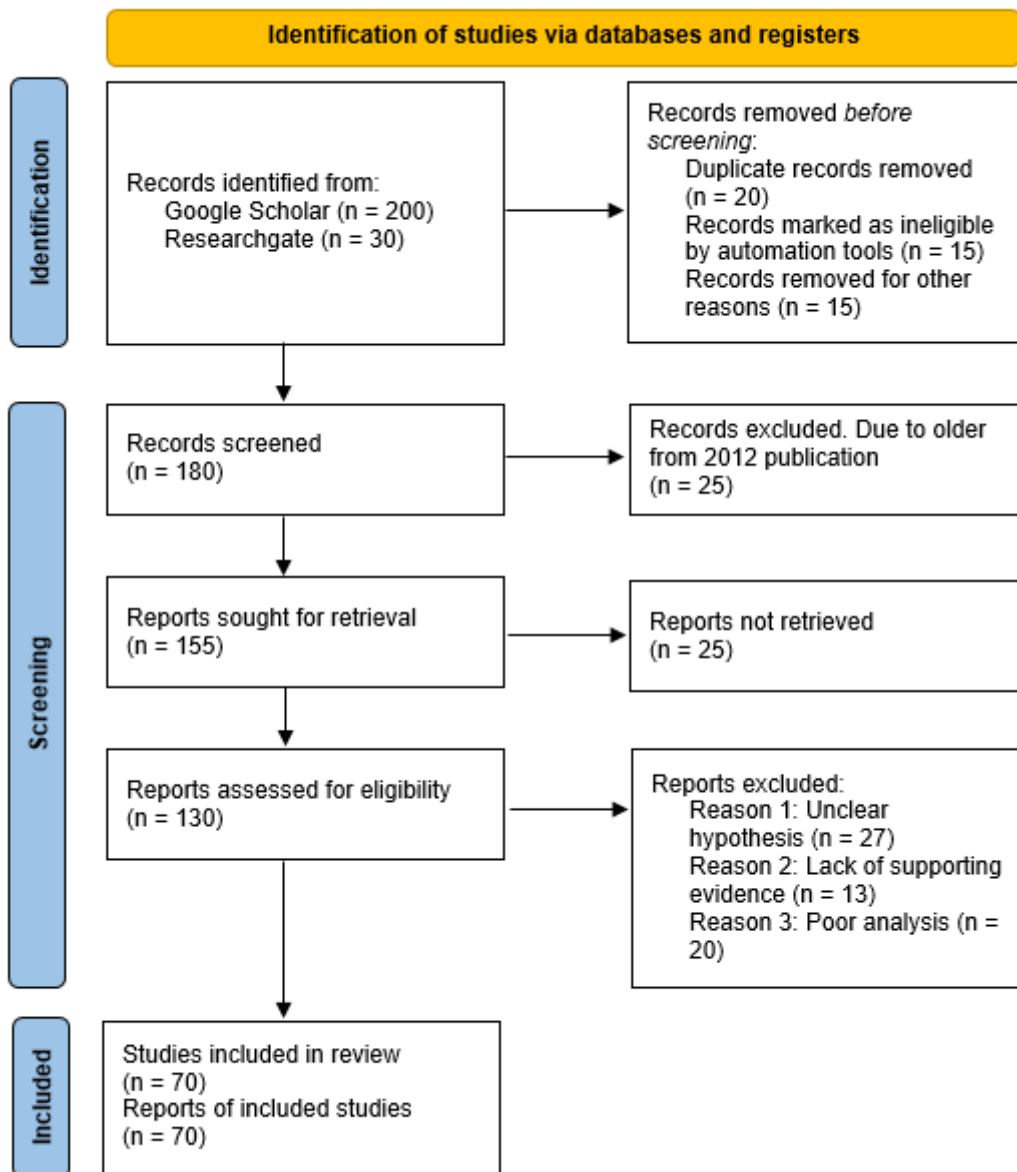 Identification of studies via databases and registers
Identification
Records identified from:
Google Scholar (n = 200)
Researchgate (n = 30)
Records removed before
screening:
Duplicate records removed
(n = 20)
Records marked as ineligible
by automation tools (n = 15)
Records removed for other
reasons (n = 15)
Screening
Records screened
(n = 180)
Records excluded. Due to older
from 2012 publication
(n = 25)
Reports sought for retrieval
(n = 155)
Reports not retrieved
(n = 25)
Reports assessed for eligibility
(n = 130)
Reports excluded:
Reason 1: Unclear
hypothesis (n = 27)
Reason 2: Lack of supporting
evidence (n = 13)
Reason 3: Poor analysis (n =
20)
Included
Studies included in review
(n = 70)
Reports of included studies
(n = 70)